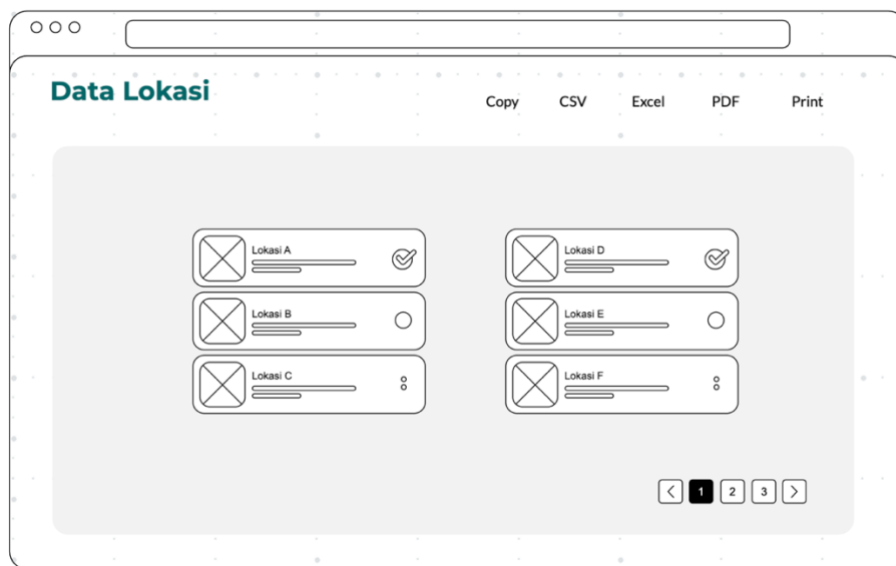 Data Lokasi
Copy CSV Excel PDF Print
Lokasi A
Lokasi B
Lokasi C
Lokasi D
Lokasi E
Lokasi F
1 2 3